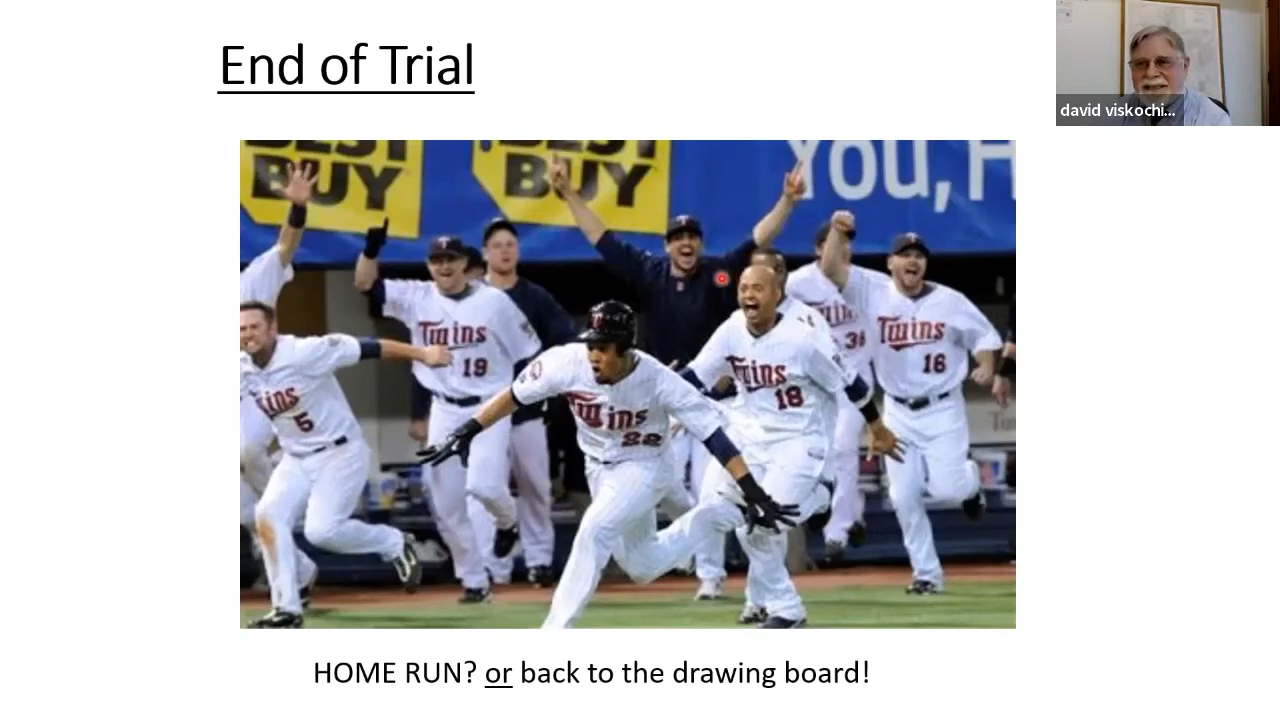 End of Trial
david viskochi...
BEST BUY
BEST BUY
You, H
Twins
19
Twins
5
Twins
22
Twins
18
Twins
16
HOME RUN? or back to the drawing board!